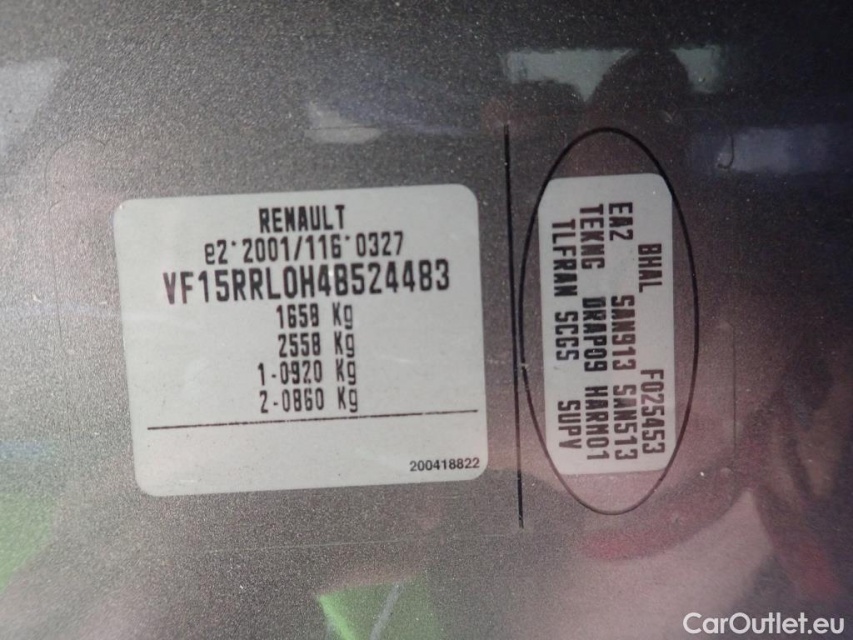 RENAULT
e2*2001/116*0327
VF15RRL0H48524483
1658 Kg
2558 Kg
1-0920 Kg
2-0860 Kg
200418822
BHAL F025453
EA2 SAN913 SAN513
TEKNG DRAP09 HARM01
TLFRAN SCGS SUPV
CarOutlet.eu